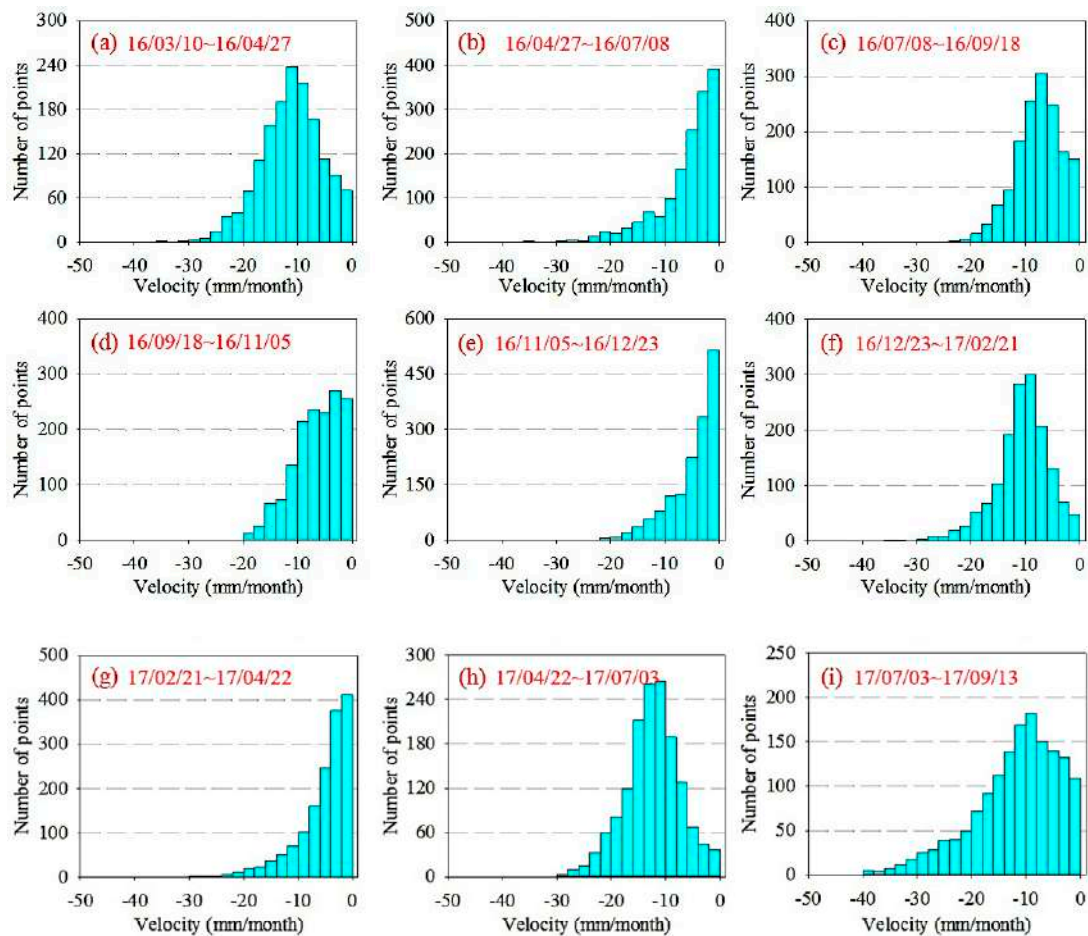 (a) 16/03/10~16/04/27
300
240
180
120
60
0
Number of points
-50 -40 -30 -20 -10 0
Velocity (mm/month)
(b) 16/04/27~16/07/08
500
400
300
200
100
0
Number of points
-50 -40 -30 -20 -10 0
Velocity (mm/month)
(c) 16/07/08~16/09/18
400
300
200
100
0
Number of points
-50 -40 -30 -20 -10 0
Velocity (mm/month)
(d) 16/09/18~16/11/05
400
300
200
100
0
Number of points
-50 -40 -30 -20 -10 0
Velocity (mm/month)
(e) 16/11/05~16/12/23
600
450
300
150
0
Number of points
-50 -40 -30 -20 -10 0
Velocity (mm/month)
(f) 16/12/23~17/02/21
400
300
200
100
0
Number of points
-50 -40 -30 -20 -10 0
Velocity (mm/month)
(g) 17/02/21~17/04/22
500
400
300
200
100
0
Number of points
-50 -40 -30 -20 -10 0
Velocity (mm/month)
(h) 17/04/22~17/07/03
300
240
180
120
60
0
Number of points
-50 -40 -30 -20 -10 0
Velocity (mm/month)
(i) 17/07/03~17/09/13
250
200
150
100
50
0
Number of points
-50 -40 -30 -20 -10 0
Velocity (mm/month)